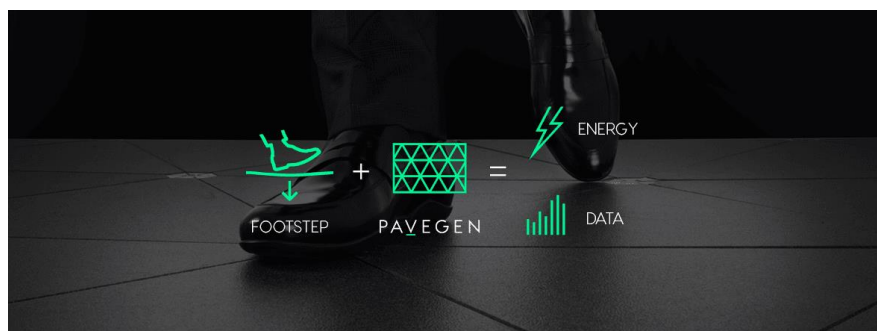 FOOTSTEP
+
PAVEGEN
=
ENERGY
DATA